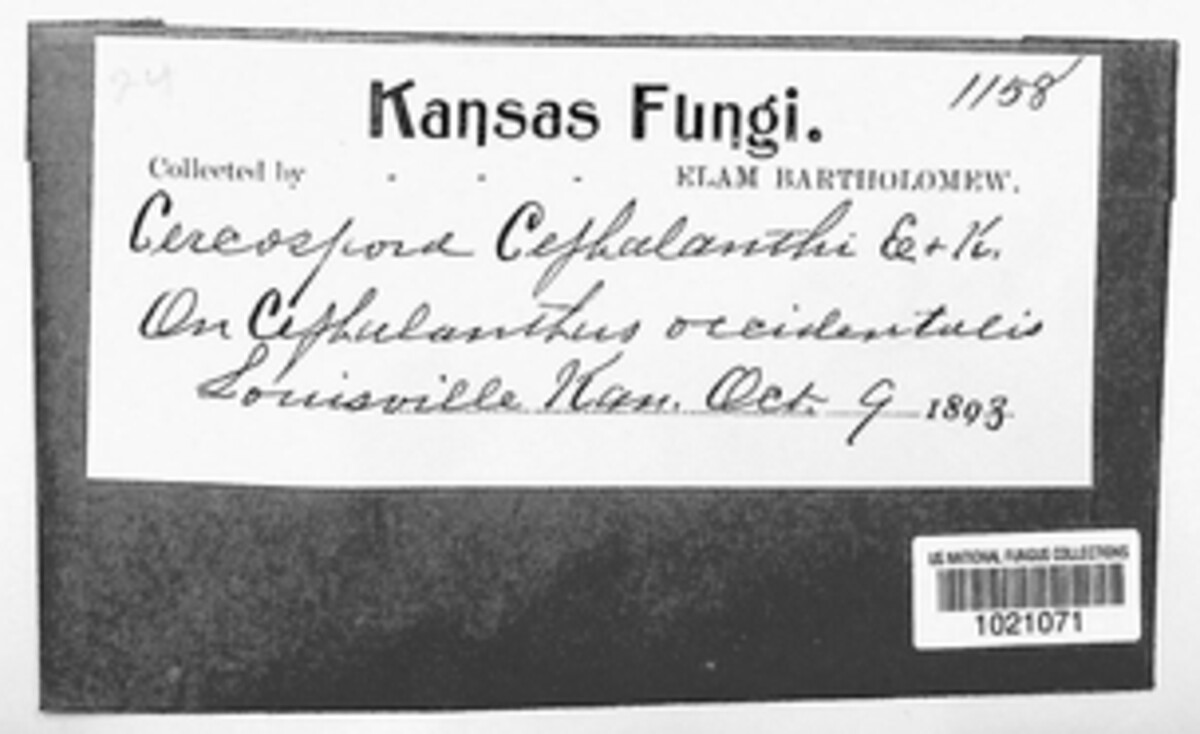 24
1158
Kansas Fungi.
Collected by - - - ELAM BARTHOLOMEW.
Cercospora Cephalanthi E & K.
On Cephalanthus occidentalis
Louisville Kan. Oct. 9 1893
US NATIONAL FUNGUS COLLECTIONS
1021071